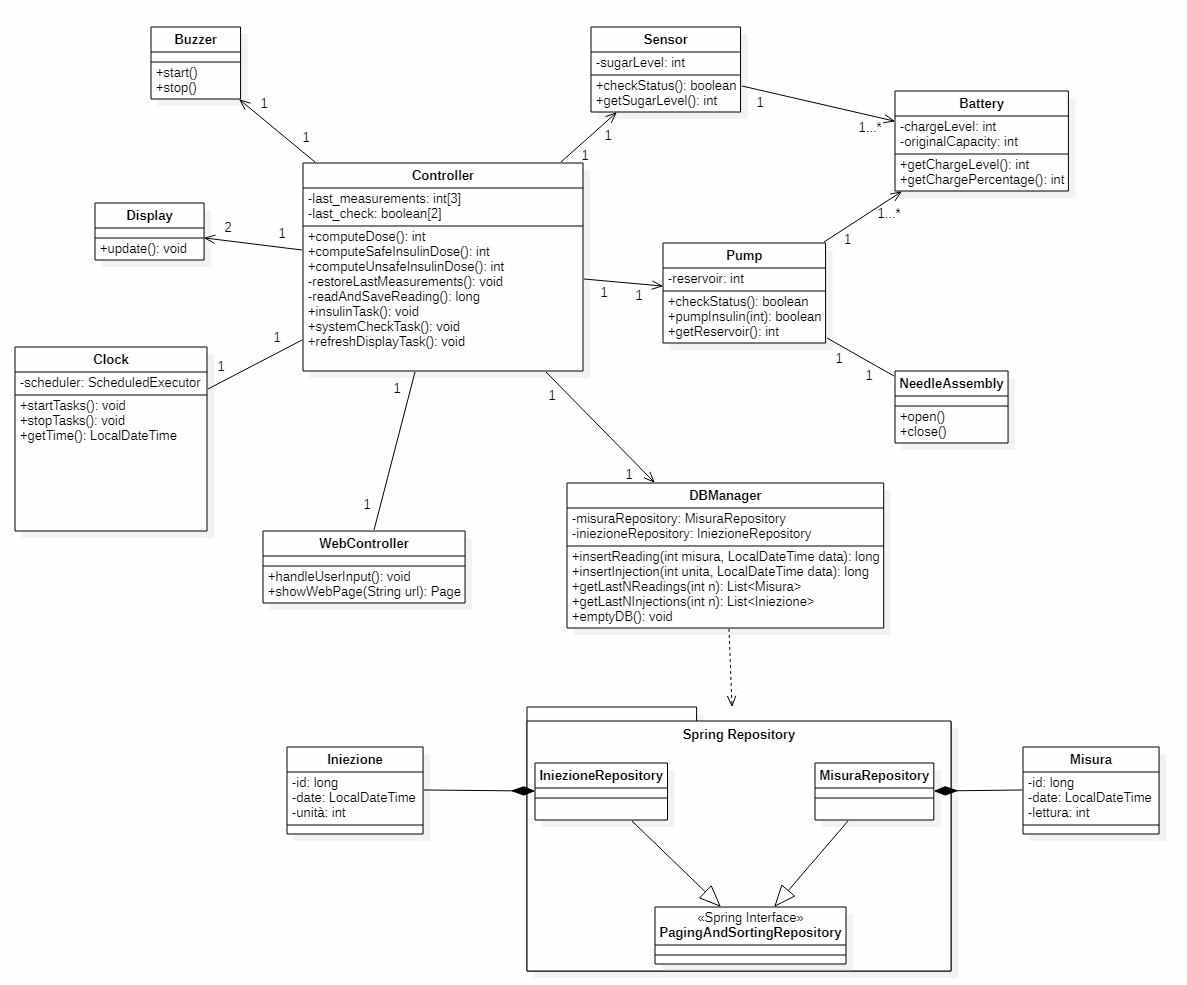 Buzzer
+start()
+stop()
Sensor
-sugarLevel: int
+checkStatus(): boolean
+getSugarLevel(): int
Battery
-chargeLevel: int
-originalCapacity: int
+getChargeLevel(): int
+getChargePercentage(): int
1
1
1
1
1
1...*
Controller
-last_measurements: int[3]
-last_check: boolean[2]
+computeDose(): int
+computeSafeInsulinDose(): int
+computeUnsafeInsulinDose(): int
-restoreLastMeasurements(): void
-readAndSaveReading(): long
+insulinTask(): void
+systemCheckTask(): void
+refreshDisplayTask(): void
Display
+update(): void
2
1
1...*
1
Pump
-reservoir: int
+checkStatus(): boolean
+pumpInsulin(int): boolean
+getReservoir(): int
1
1
Clock
-scheduler: ScheduledExecutor
+startTasks(): void
+stopTasks(): void
+getTime(): LocalDateTime
1
1
1
1
NeedleAssembly
+open()
+close()
1
1
1
1
WebController
+handleUserInput(): void
+showWebPage(String url): Page
DBManager
-misuraRepository: MisuraRepository
-iniezioneRepository: IniezioneRepository
+insertReading(int misura, LocalDateTime data): long
+insertInjection(int unita, LocalDateTime data): long
+getLastNReadings(int n): List<Misura>
+getLastNInjections(int n): List<Iniezione>
+emptyDB(): void
Spring Repository
Iniezione
-id: long
-date: LocalDateTime
-unità: int
IniezioneRepository
MisuraRepository
Misura
-id: long
-date: LocalDateTime
-lettura: int
«Spring Interface»
PagingAndSortingRepository